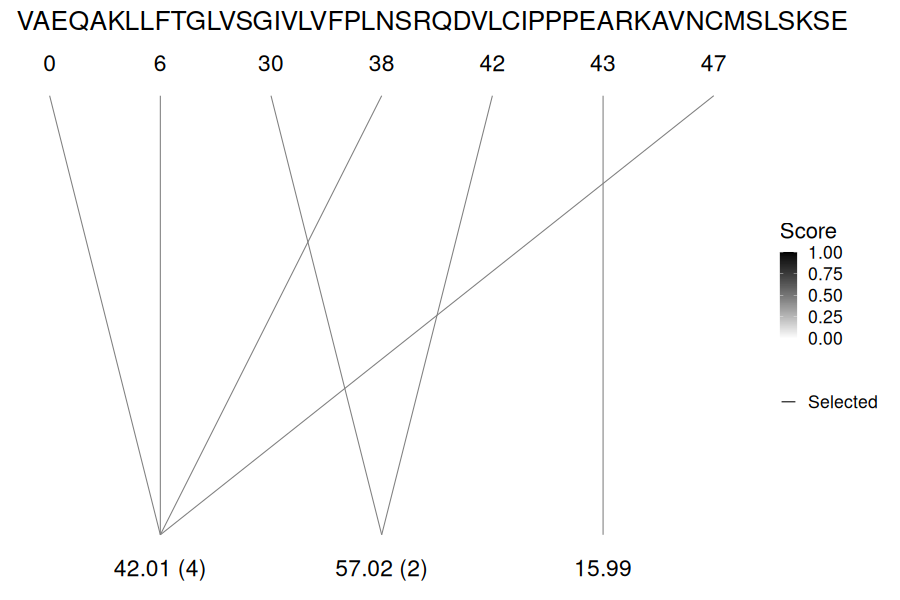 VAEQAKLLFTGLVSGIVLVFPLNSRQDVLCIPPPEARKAVNCMSLSKSE
0 6 30 38 42 43 47
Score
1.00
0.75
0.50
0.25
0.00
Selected
42.01 (4) 57.02 (2) 15.99